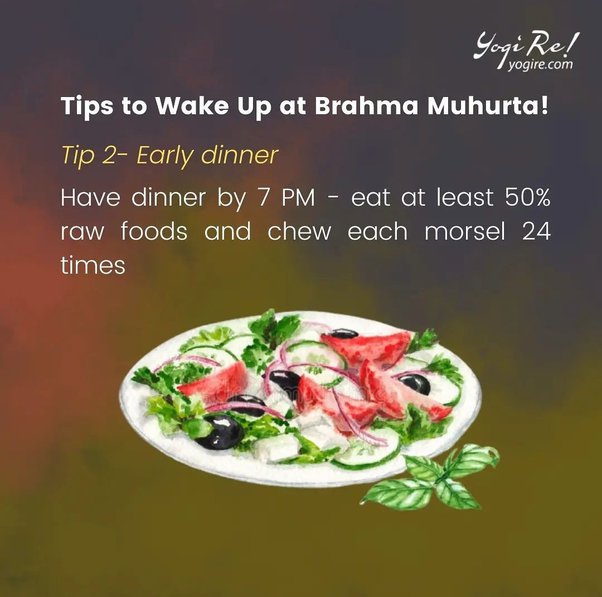 Yogi Re!
yogire.com
Tips to Wake Up at Brahma Muhurta!
Tip 2- Early dinner
Have dinner by 7 PM - eat at least 50%
raw foods and chew each morsel 24
times